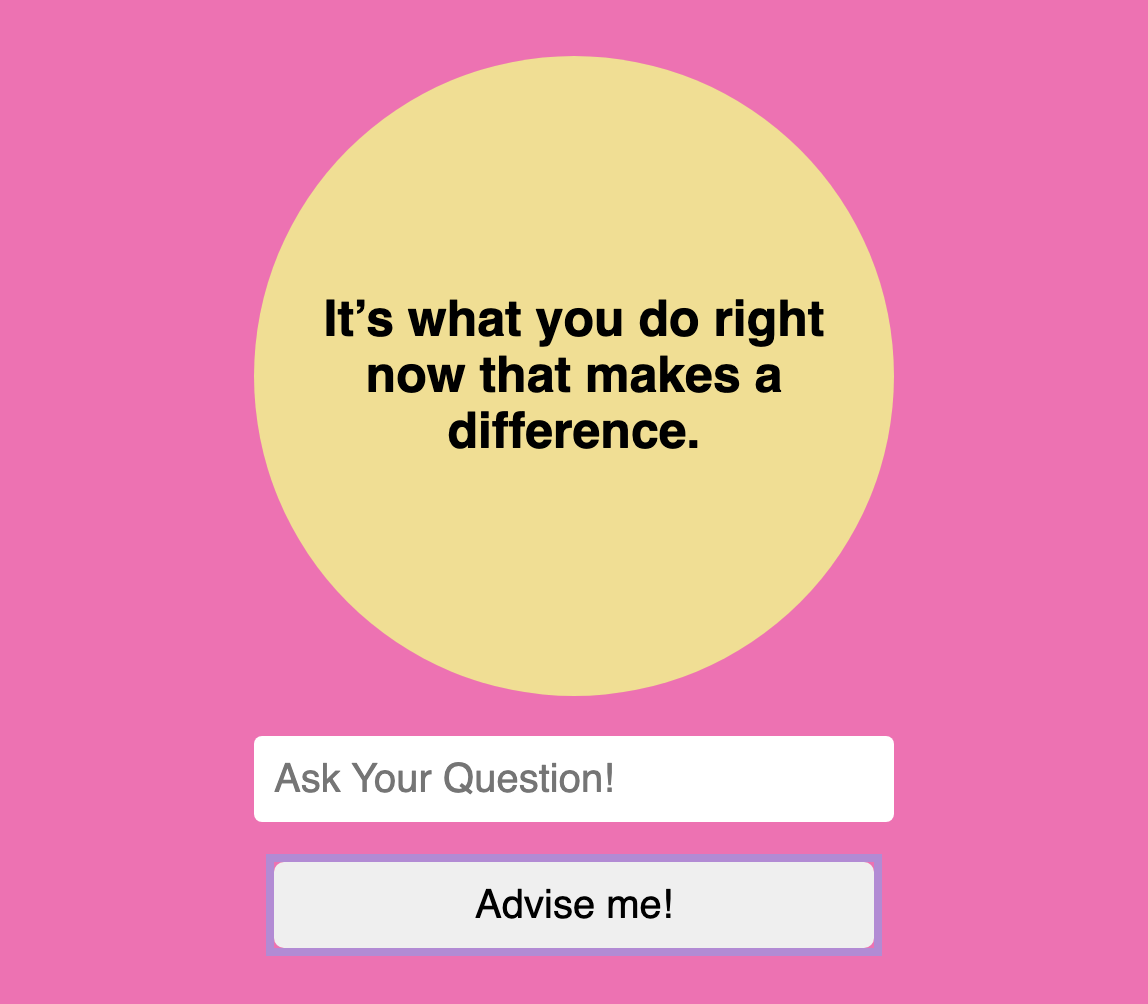 It’s what you do right
now that makes a
difference.
Ask Your Question!
Advise me!